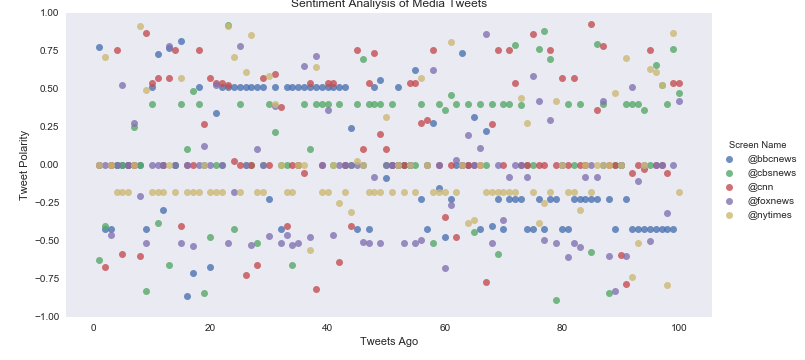 Sentiment Analysis of Media Tweets
1.00
0.75
0.50
0.25
0.00
−0.25
−0.50
−0.75
−1.00
Tweet Polarity
0
20
40
60
80
100
Tweets Ago
Screen Name
@bbcnews
@cbsnews
@cnn
@foxnews
@nytimes